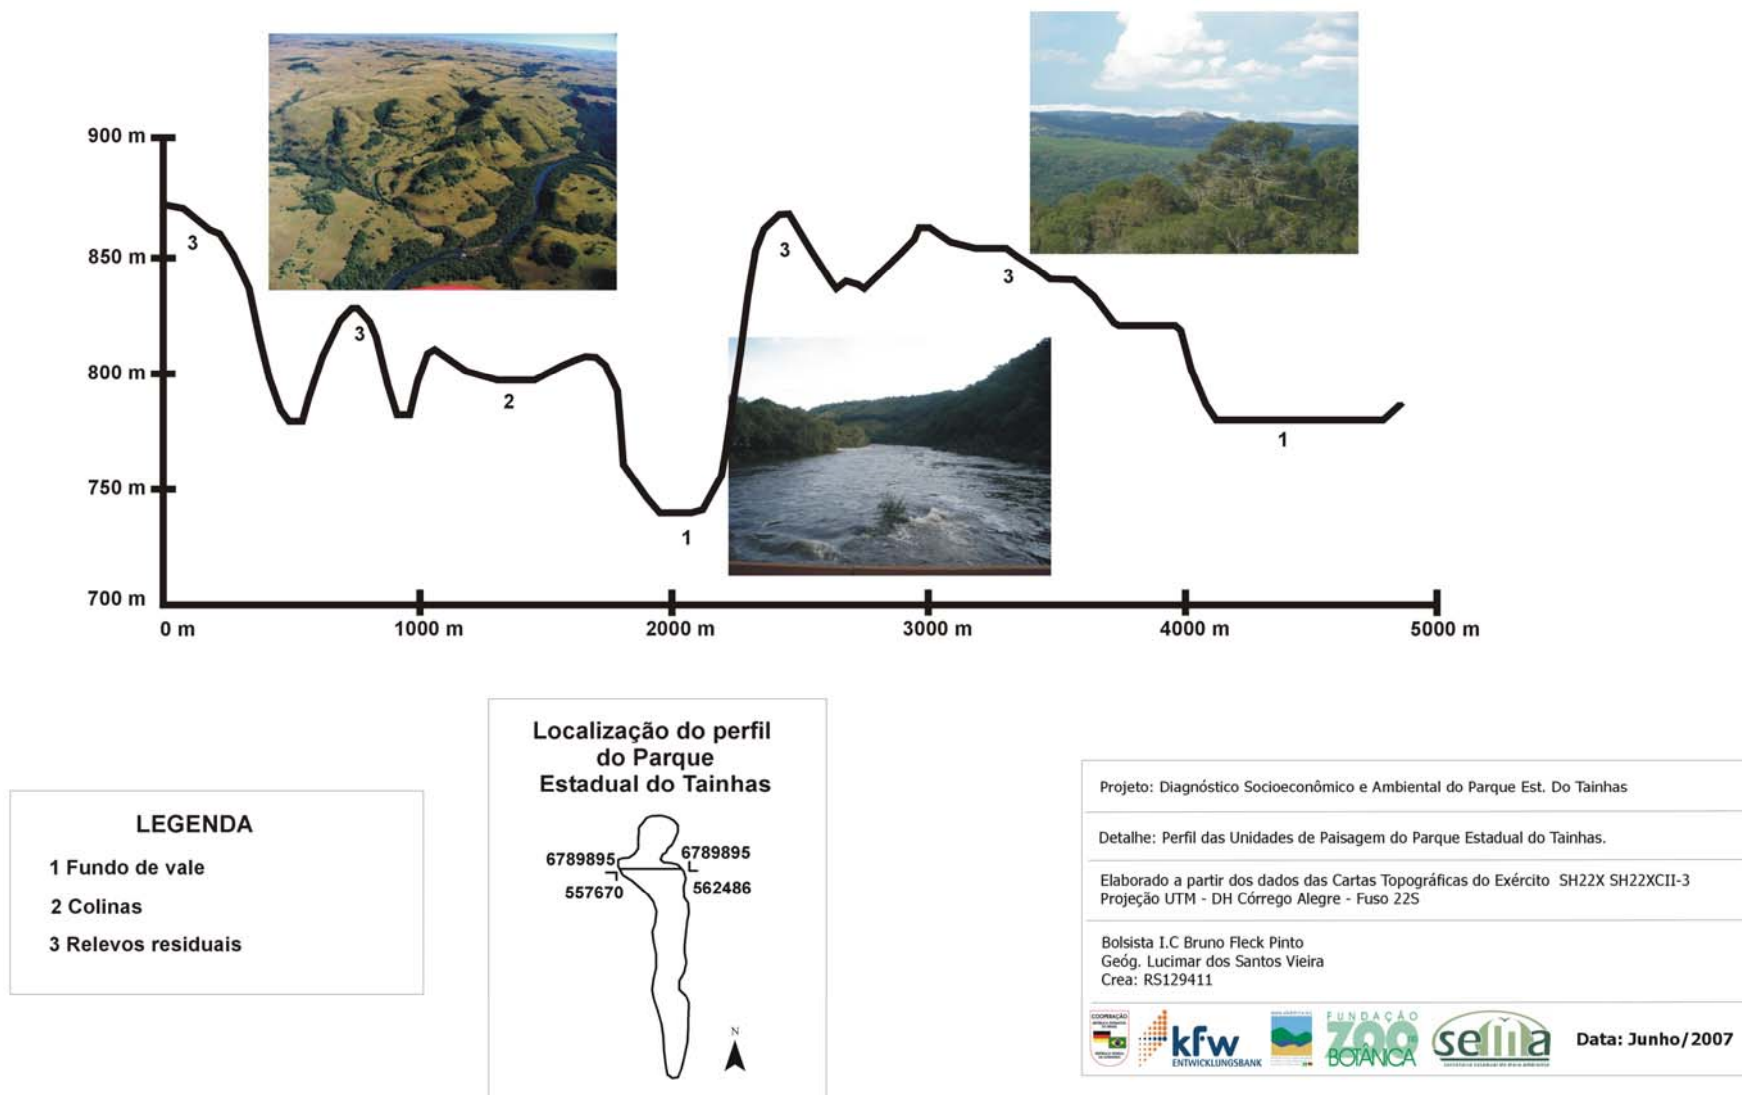 900 m
850 m
800 m
750 m
700 m
3
3
2
1
3
3
1
0 m
1000 m
2000 m
3000 m
4000 m
5000 m
LEGENDA
1 Fundo de vale
2 Colinas
3 Relevos residuais
Localização do perfil
do Parque
Estadual do Tainhas
6789895
6789895
557670
562486
N
Projeto: Diagnóstico Socioeconômico e Ambiental do Parque Est. Do Tainhas
Detalhe: Perfil das Unidades de Paisagem do Parque Estadual do Tainhas.
Elaborado a partir dos dados das Cartas Topográficas do Exército SH22X SH22XCII-3
Projeção UTM - DH Córrego Alegre - Fuso 22S
Bolsista I.C Bruno Fleck Pinto
Geóg. Lucimar dos Santos Vieira
Crea: RS129411
COOPERAÇÃO
kfw
ENTWICKLUNGSBANK
FUNDAÇÃO
ZOO
BOTÂNICA
sema
Data: Junho/2007